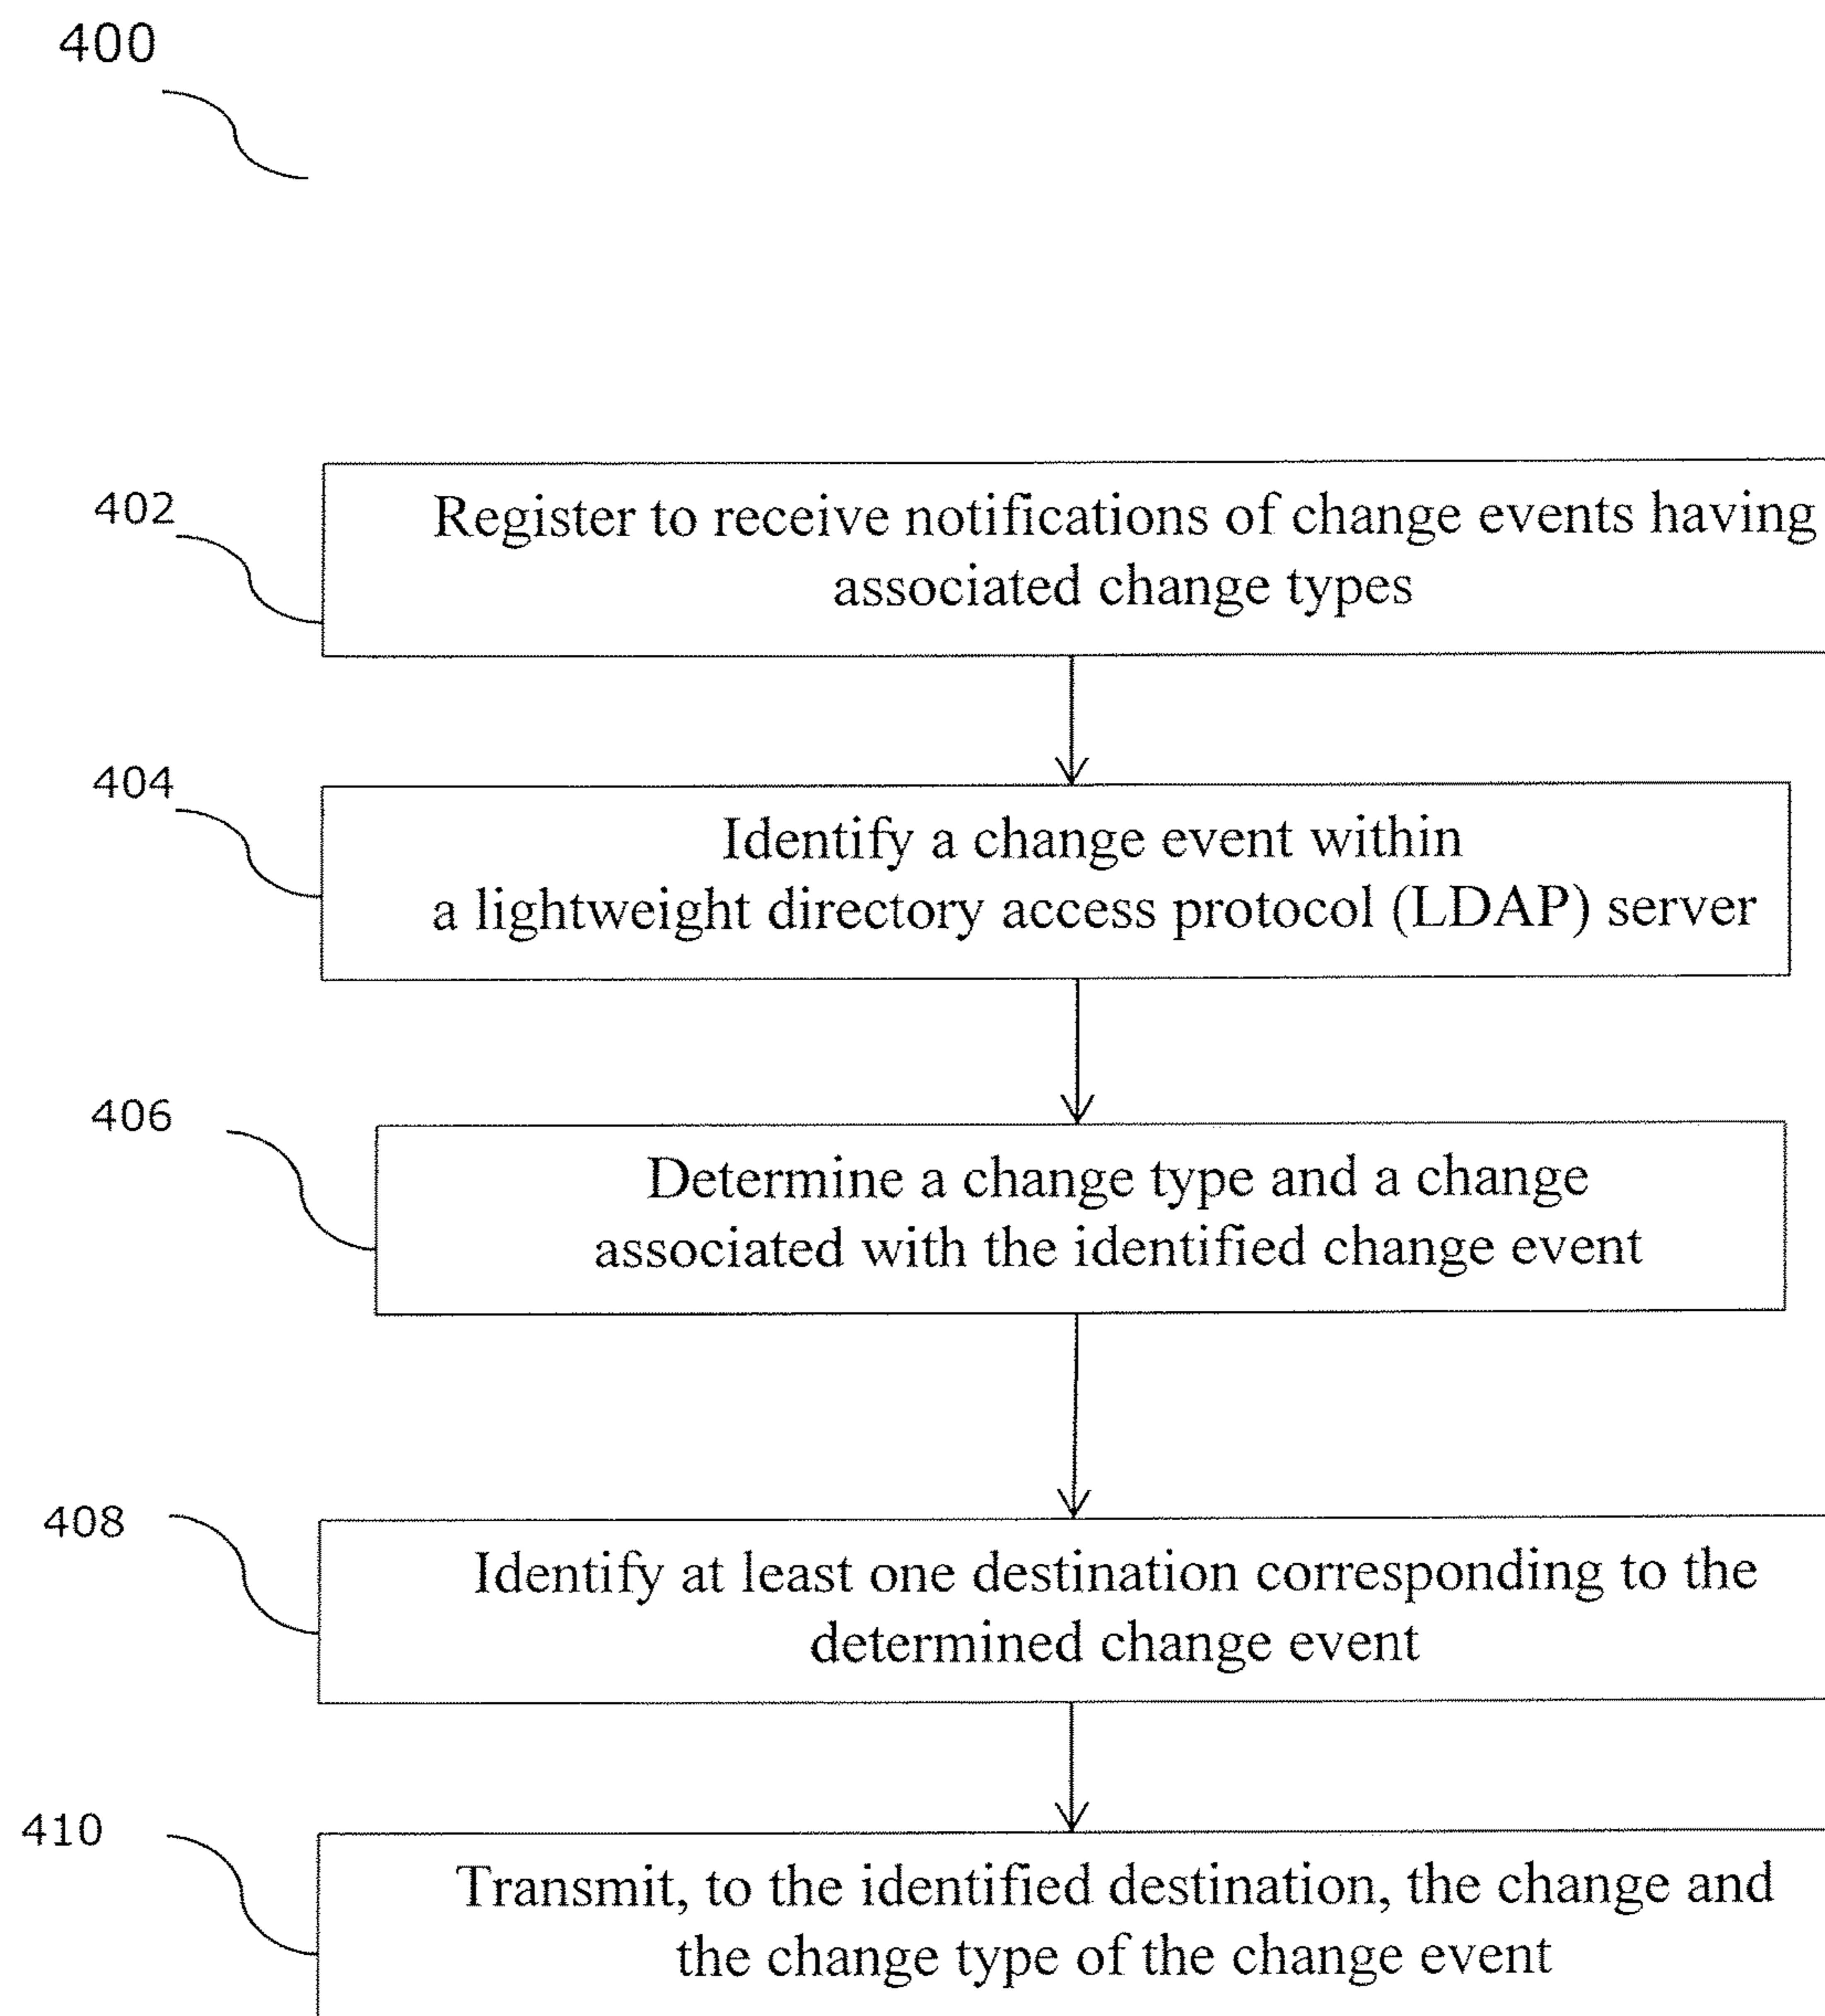 400
402
Register to receive notifications of change events having
associated change types
404
Identify a change event within
a lightweight directory access protocol (LDAP) server
406
Determine a change type and a change
associated with the identified change event
408
Identify at least one destination corresponding to the
determined change event
410
Transmit, to the identified destination, the change and
the change type of the change event